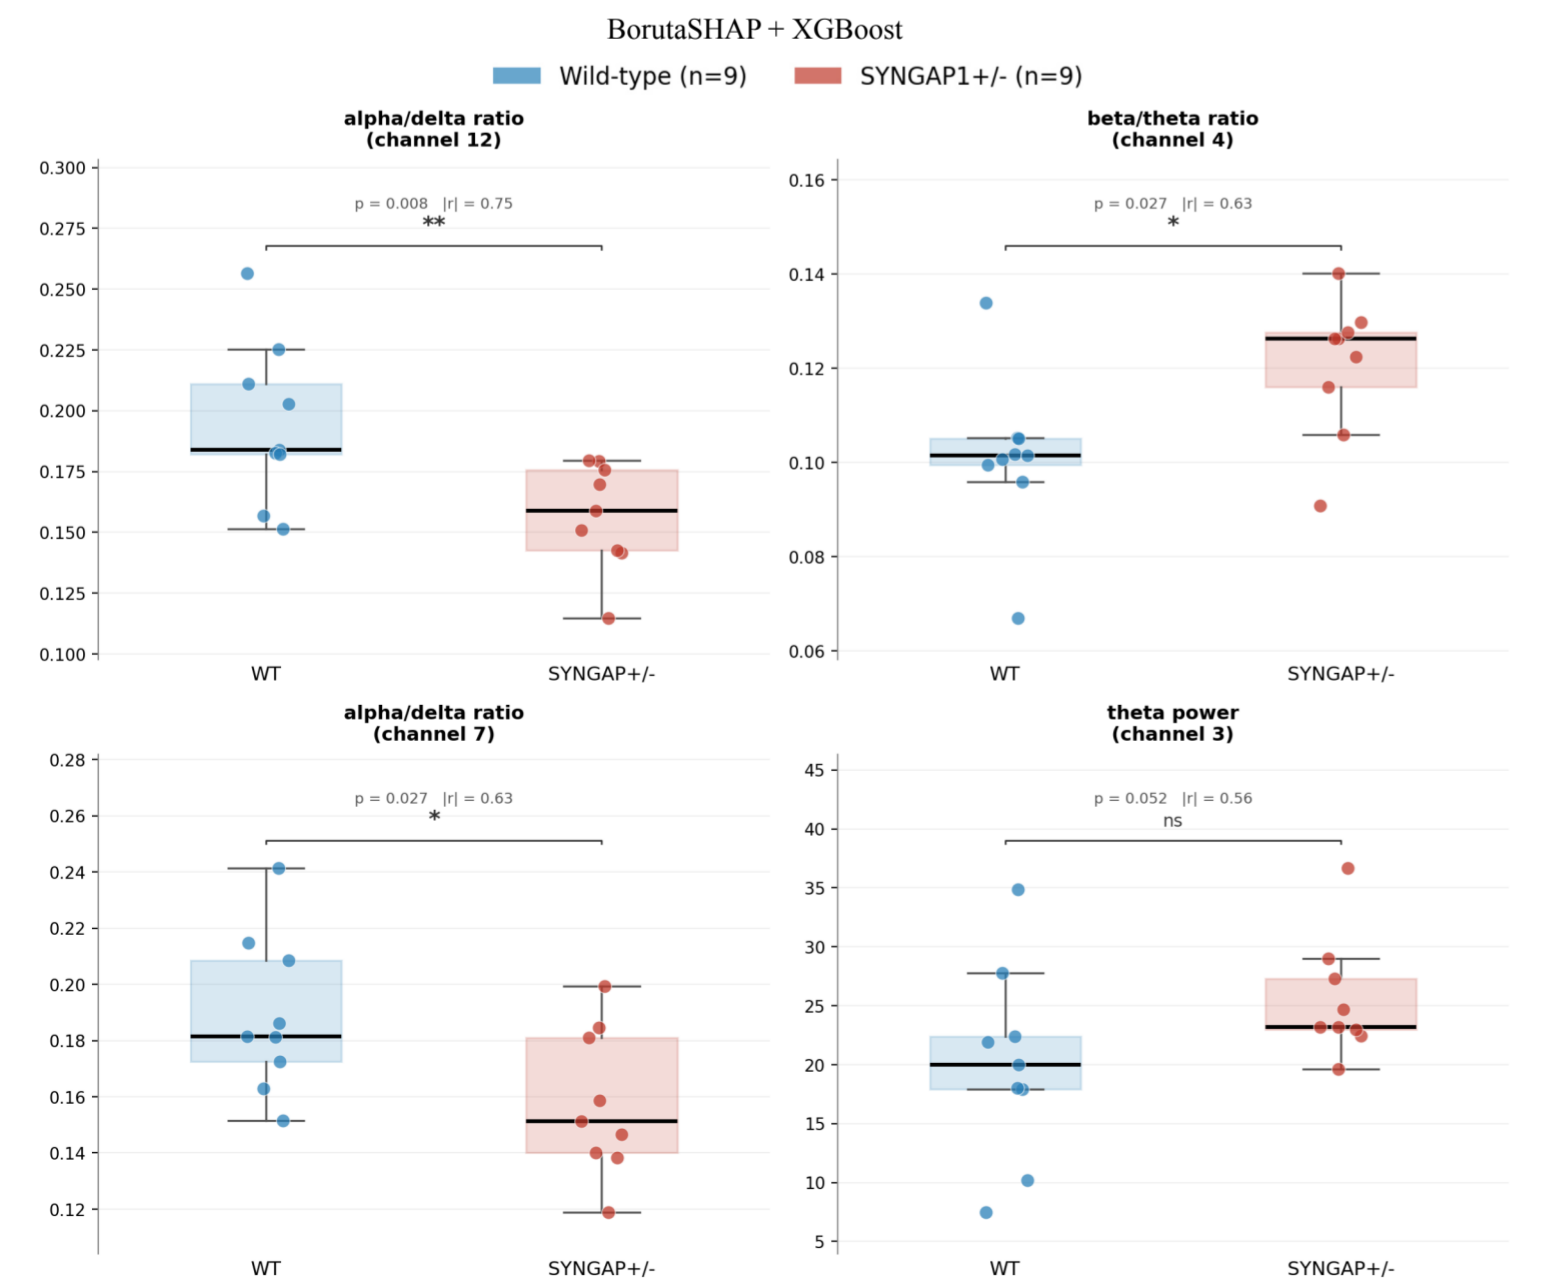 BorutaSHAP + XGBoost
Wild-type (n=9)
SYNGAP1+/- (n=9)
alpha/delta ratio
(channel 12)
0.300
0.275
0.250
0.225
0.200
0.175
0.150
0.125
0.100
p = 0.008 |r| = 0.75
**
WT
SYNGAP+/-
beta/theta ratio
(channel 4)
0.16
0.14
0.12
0.10
0.08
0.06
p = 0.027 |r| = 0.63
*
WT
SYNGAP+/-
alpha/delta ratio
(channel 7)
0.28
0.26
0.24
0.22
0.20
0.18
0.16
0.14
0.12
p = 0.027 |r| = 0.63
*
WT
SYNGAP+/-
theta power
(channel 3)
45
40
35
30
25
20
15
10
5
p = 0.052 |r| = 0.56
ns
WT
SYNGAP+/-